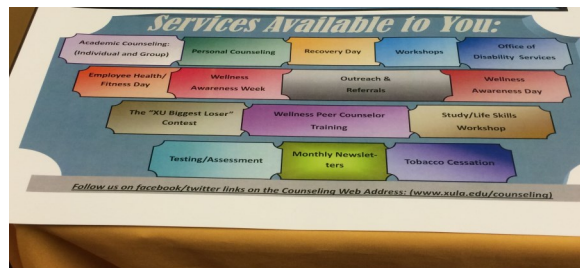 Services Available to You:
Academic Counseling:
(Individual and Group)
Personal Counseling
Recovery Day
Workshops
Office of
Disability Services
Employee Health/
Fitness Day
Wellness
Awareness Week
Outreach &
Referrals
Wellness
Awareness Day
The "XU Biggest Loser"
Contest
Wellness Peer Counselor
Training
Study/Life Skills
Workshop
Testing/Assessment
Monthly Newslet-
ters
Tobacco Cessation
Follow us on facebook/twitter links on the Counseling Web Address: (www.xula.edu/counseling)